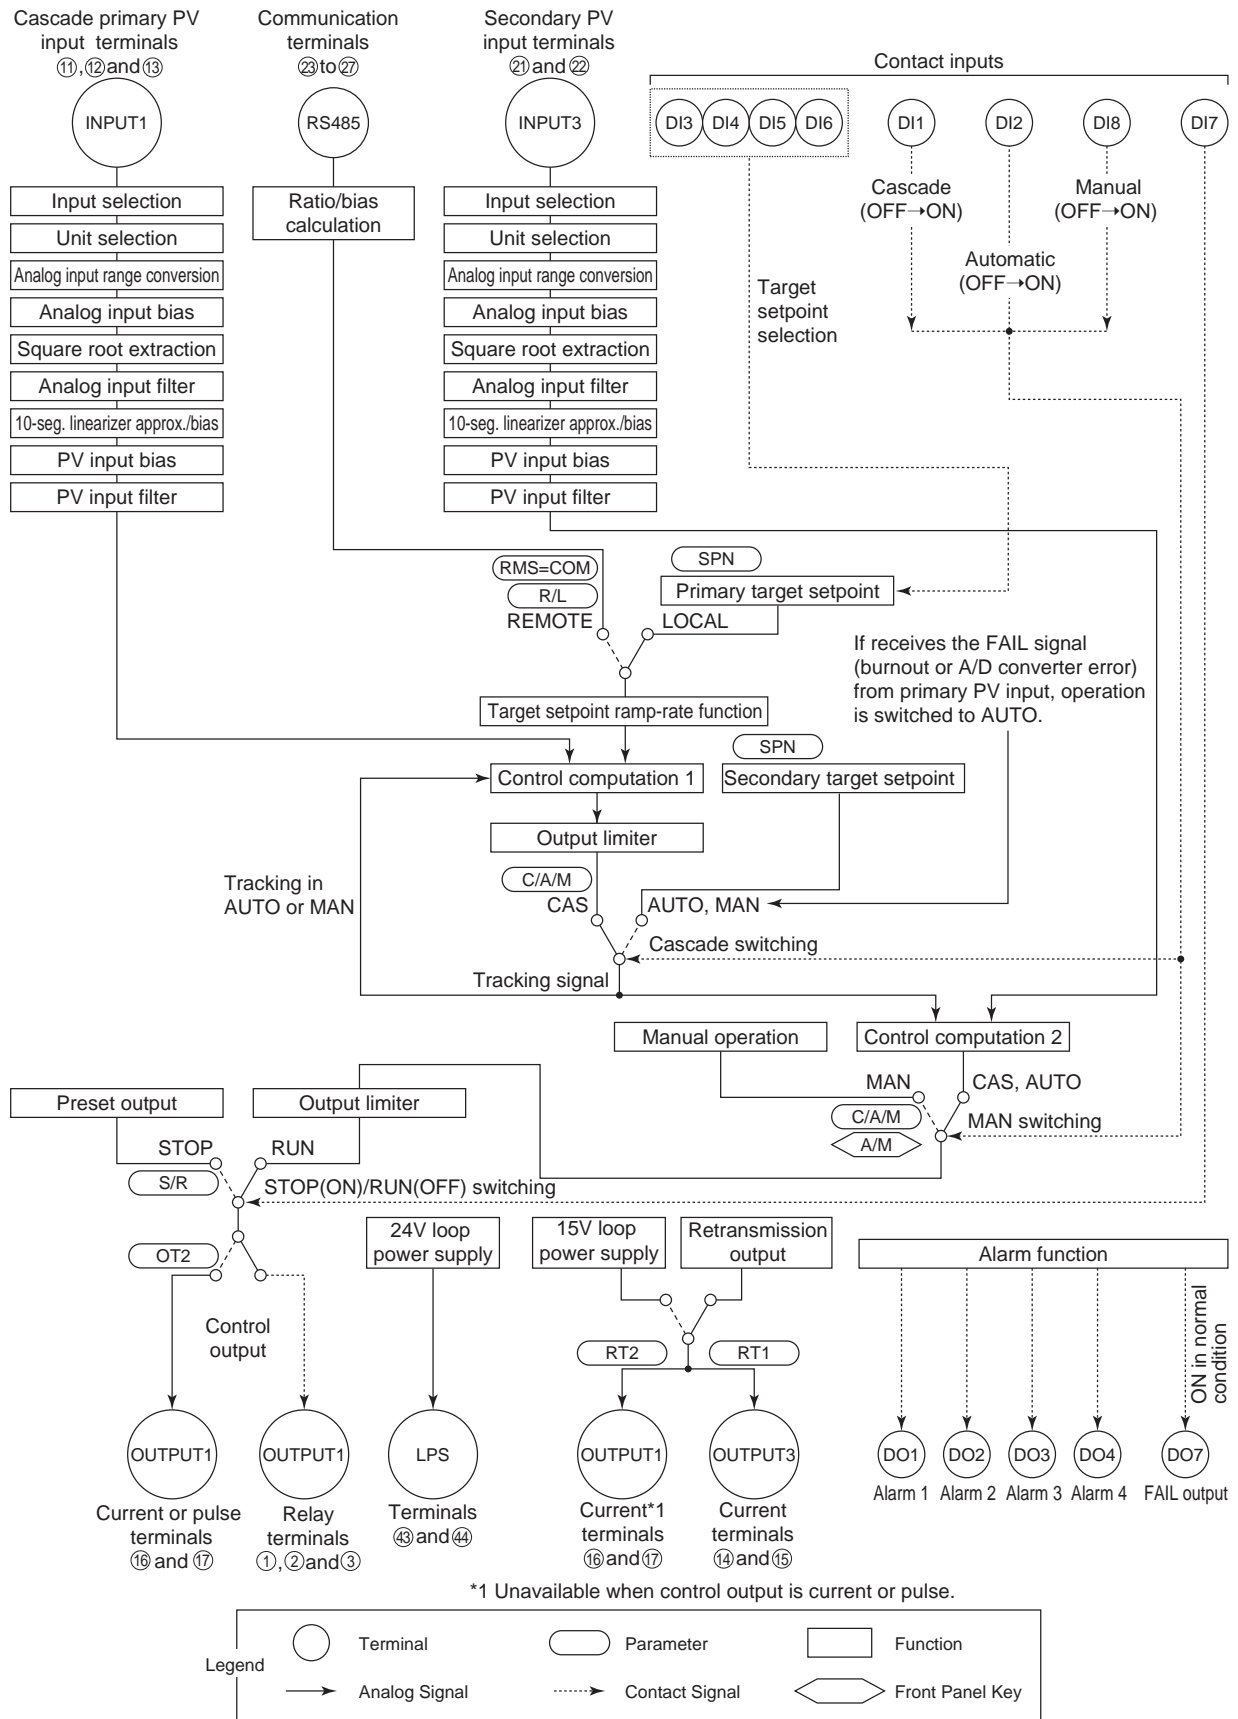 Cascade primary PV
input terminals
⑪,⑫and⑬
INPUT1
Communication
terminals
㉓to㉗
RS485
Secondary PV
input terminals
㉑and㉒
INPUT3
Contact inputs
DI3
DI4
DI5
DI6
DI1
DI2
DI8
DI7
Input selection
Unit selection
Analog input range conversion
Analog input bias
Square root extraction
Analog input filter
10-seg. linearizer approx./bias
PV input bias
PV input filter
Ratio/bias
calculation
Input selection
Unit selection
Analog input range conversion
Analog input bias
Square root extraction
Analog input filter
10-seg. linearizer approx./bias
PV input bias
PV input filter
Cascade
(OFF→ON)
Manual
(OFF→ON)
Automatic
(OFF→ON)
Target
setpoint
selection
RMS=COM
R/L
REMOTE
SPN
Primary target setpoint
LOCAL
If receives the FAIL signal
(burnout or A/D converter error)
from primary PV input, operation
is switched to AUTO.
Target setpoint ramp-rate function
SPN
Control computation 1
Secondary target setpoint
Output limiter
C/A/M
CAS
AUTO, MAN
Tracking in
AUTO or MAN
Cascade switching
Tracking signal
Manual operation
Control computation 2
MAN
CAS, AUTO
C/A/M
A/M
MAN switching
Preset output
Output limiter
STOP
RUN
S/R
STOP(ON)/RUN(OFF) switching
OT2
Control
output
24V loop
power supply
15V loop
power supply
Retransmission
output
RT2
RT1
Alarm function
ON in normal
condition
OUTPUT1
Current or pulse
terminals
⑯ and ⑰
OUTPUT1
Relay
terminals
①,②and③
LPS
Terminals
㊸and㊹
OUTPUT1
Current*1
terminals
⑯and⑰
OUTPUT3
Current
terminals
⑭and⑮
DO1
DO2
DO3
DO4
DO7
Alarm 1
Alarm 2
Alarm 3
Alarm 4
FAIL output
*1 Unavailable when control output is current or pulse.
Legend
Terminal
Parameter
Function
Analog Signal
Contact Signal
Front Panel Key